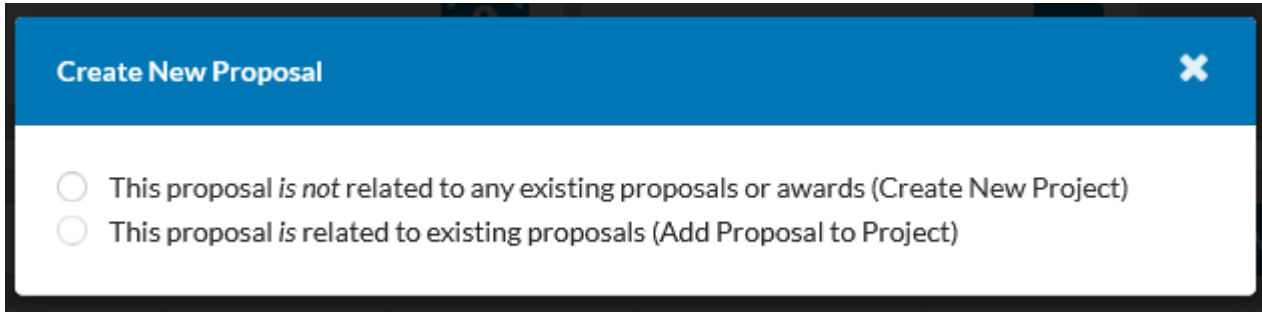 Create New Proposal
This proposal is not related to any existing proposals or awards (Create New Project)
This proposal is related to existing proposals (Add Proposal to Project)